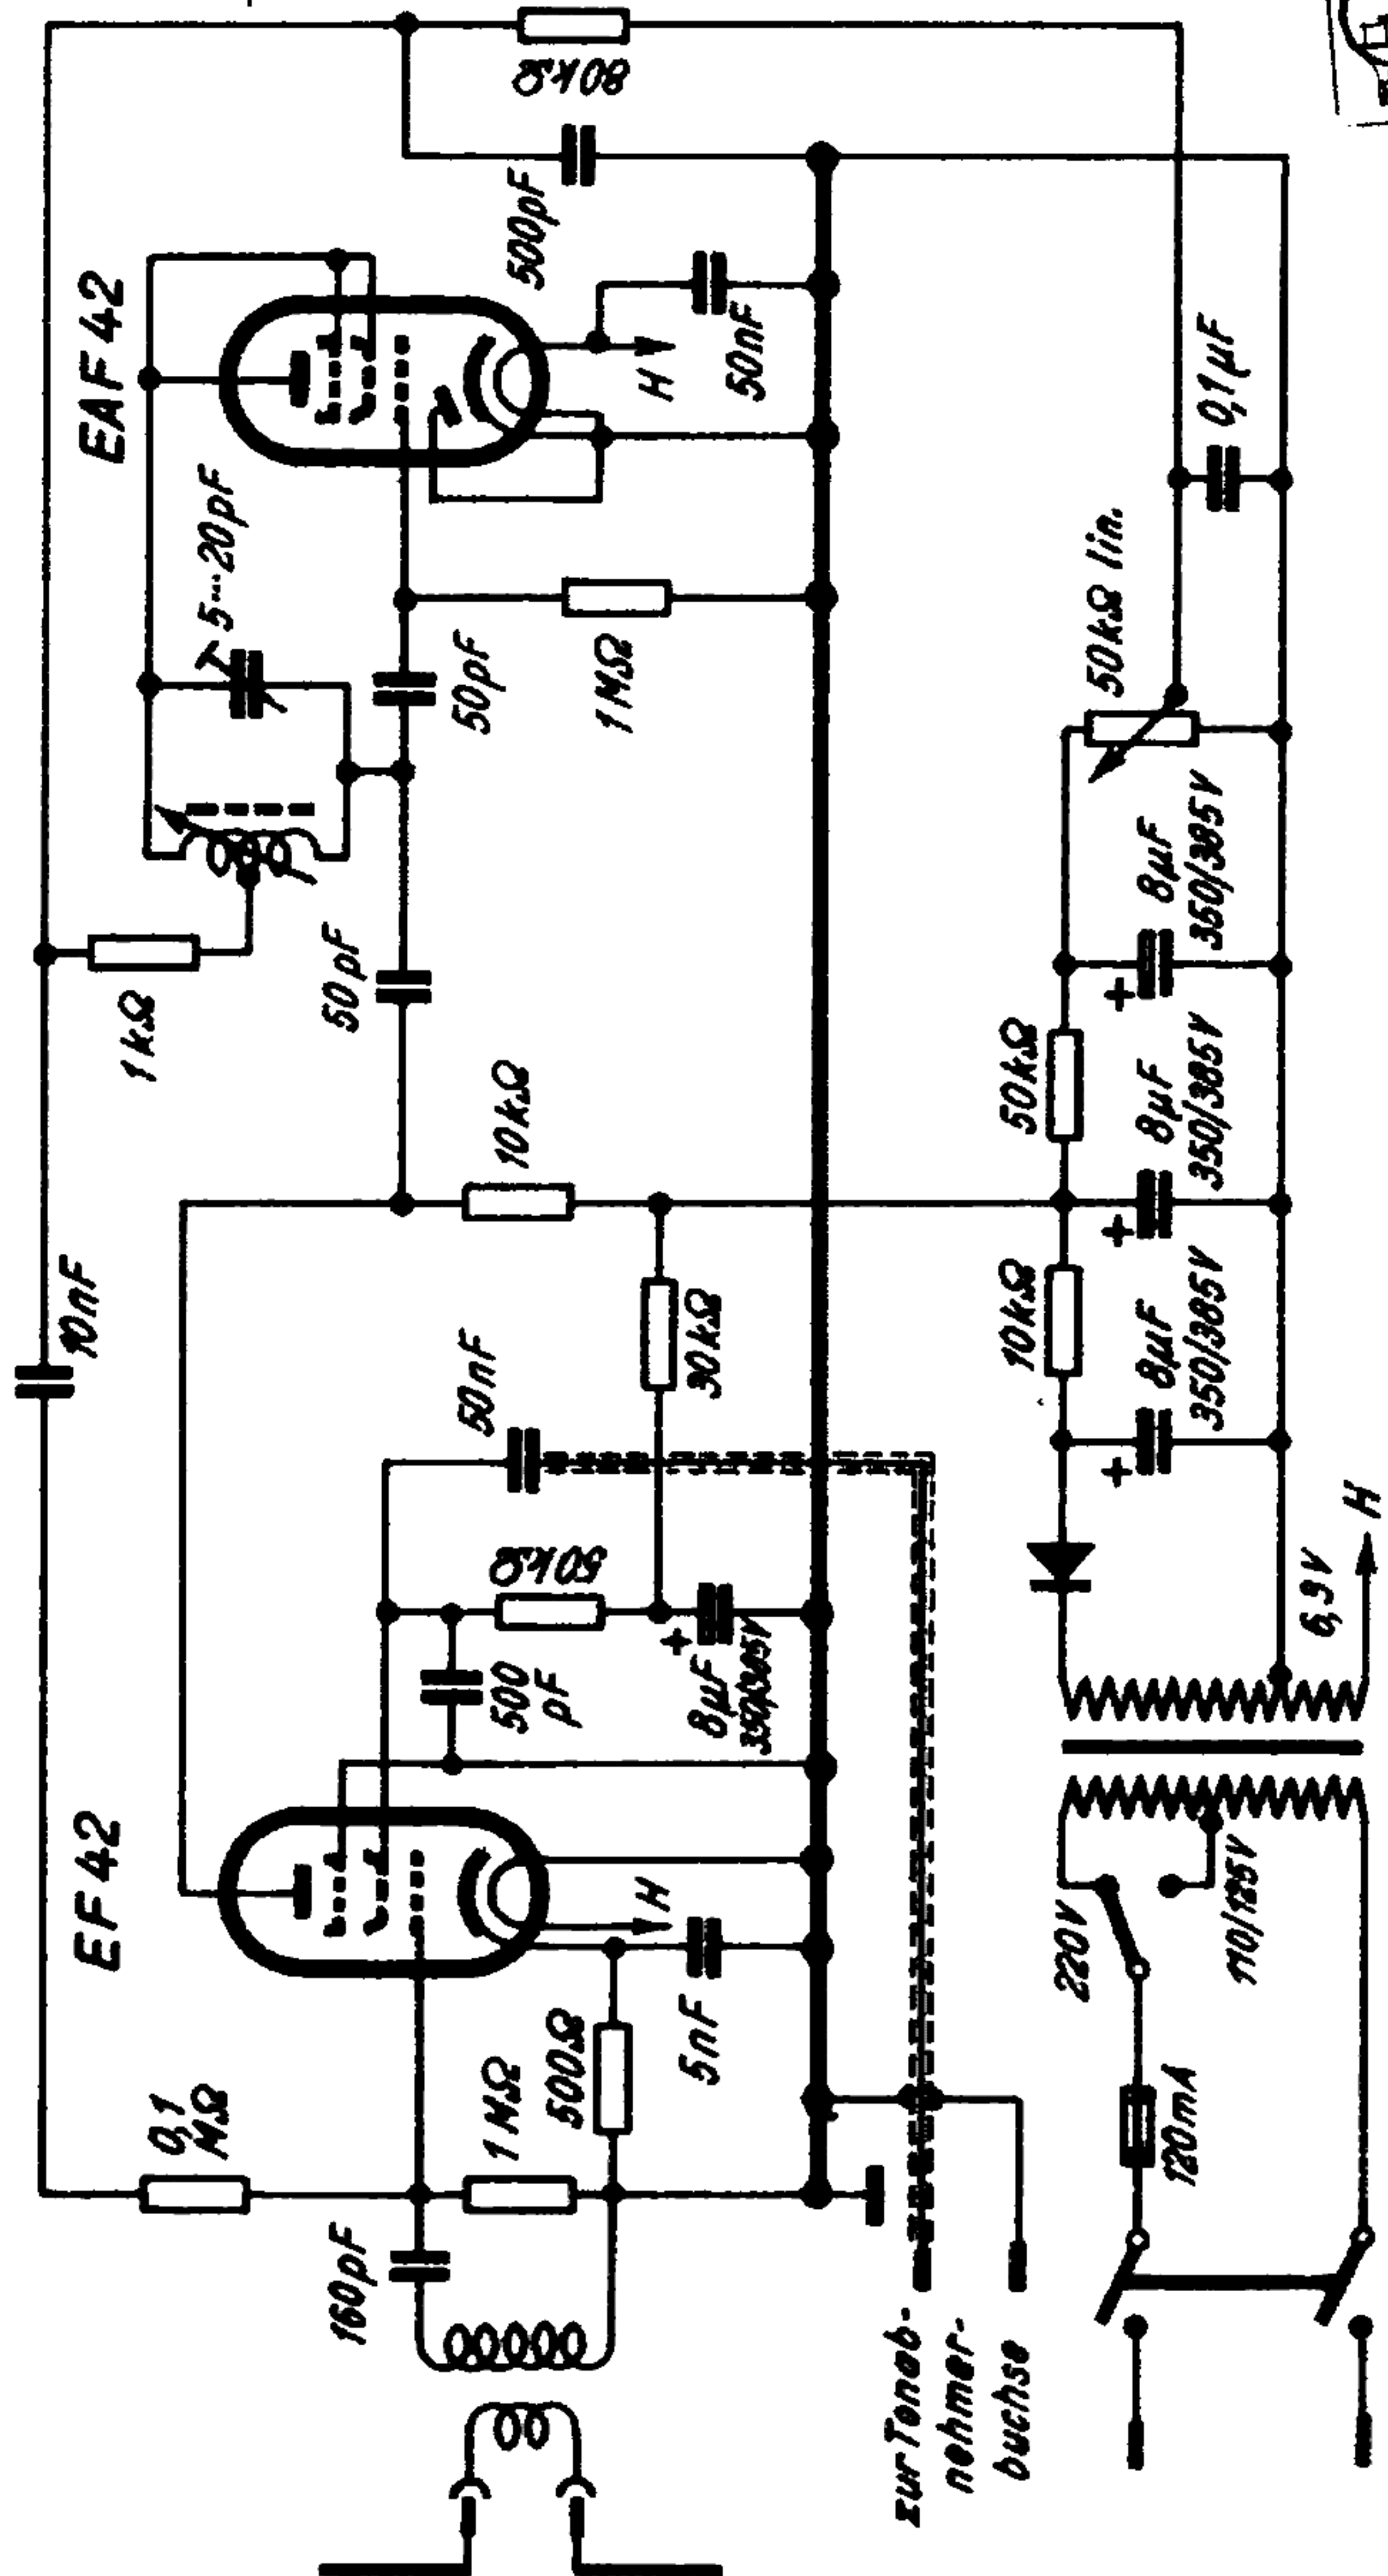 EF 42
EAF 42
0,1
MΩ
10nF
1kΩ
5...20pF
80kΩ
160pF
1MΩ
500Ω
5nF
H
500
pF
50kΩ
8µF
350/385V
50nF
30kΩ
10kΩ
50pF
50pF
1MΩ
H
50nF
500pF
zur Tonab-
nehmer-
buchse
220V
110/125V
120mA
6,3V
H
10kΩ
50kΩ
50kΩ lin.
8µF
350/385V
8µF
350/385V
8µF
350/385V
0,1µF
+
+
+
+